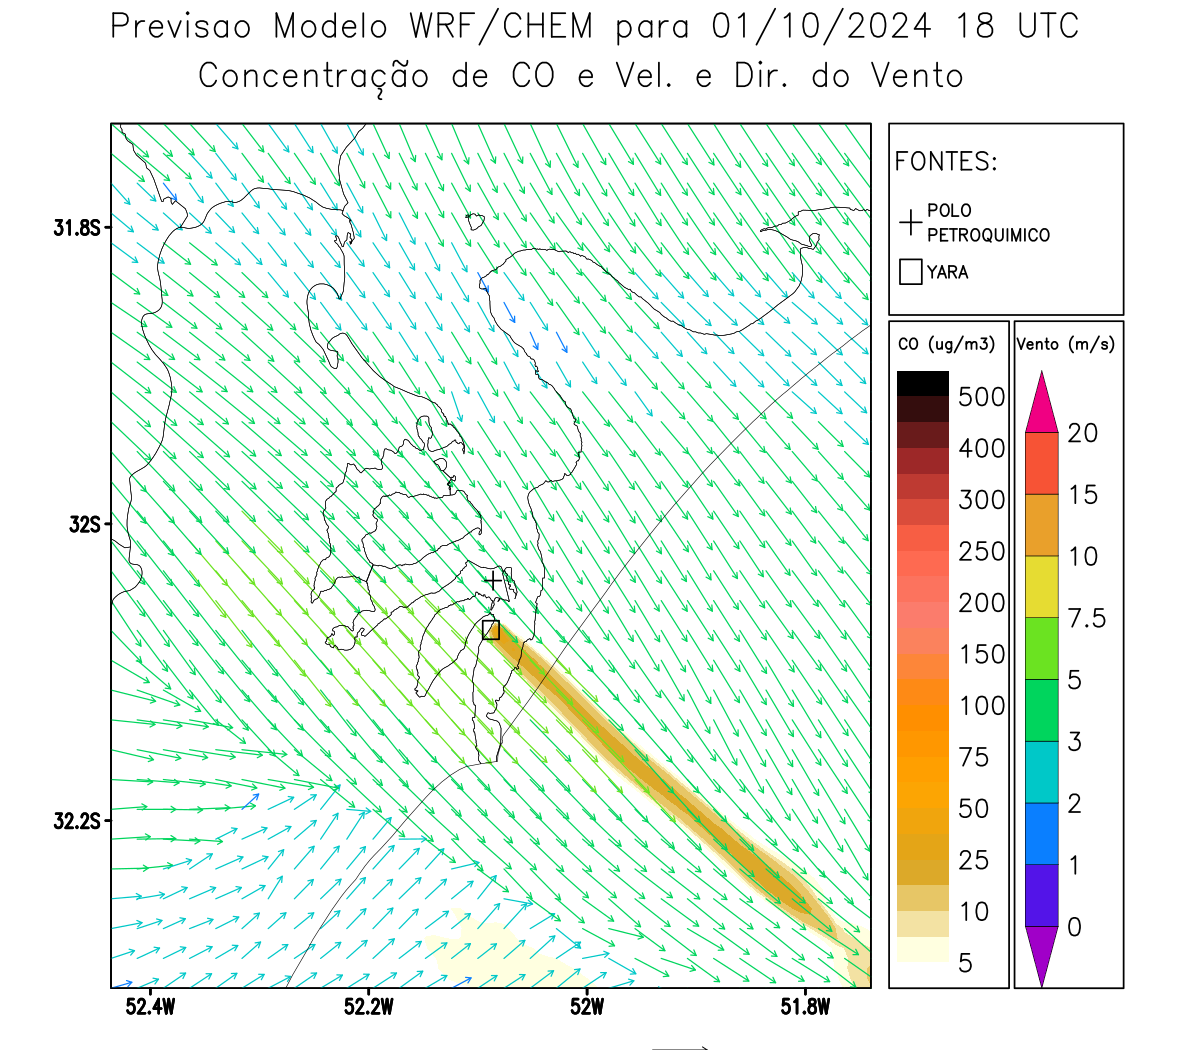 Previsao Modelo WRF/CHEM para 01/10/2024 18 UTC
Concentração de CO e Vel. e Dir. do Vento
FONTES:
POLO
PETROQUIMICO
YARA
CO (ug/m3)
500
400
300
250
200
150
100
75
50
25
10
5
Vento (m/s)
20
15
10
7.5
5
3
2
1
0
31.8S
32S
32.2S
52.4W
52.2W
52W
51.8W